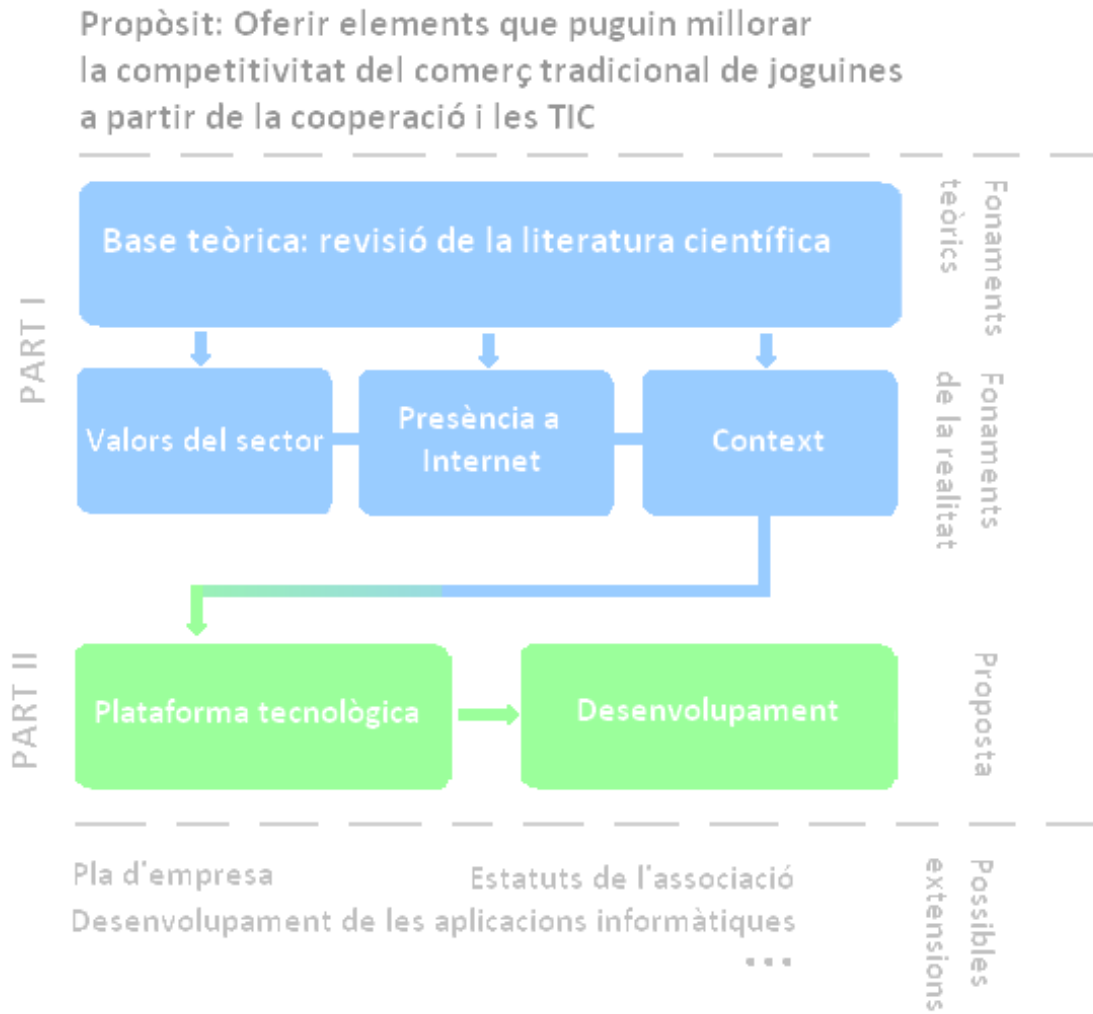 Propòsit: Oferir elements que puguin millorar
la competitivitat del comerç tradicional de joguines
a partir de la cooperació i les TIC
PART I
Base teòrica: revisió de la literatura científica
Fonaments
teòrics
Valors del sector
Presència a
Internet
Context
Fonaments
de la realitat
PART II
Plataforma tecnològica
Desenvolupament
Proposta
Pla d'empresa
Estatuts de l'associació
Desenvolupament de les aplicacions informàtiques
...
Possibles
extensions